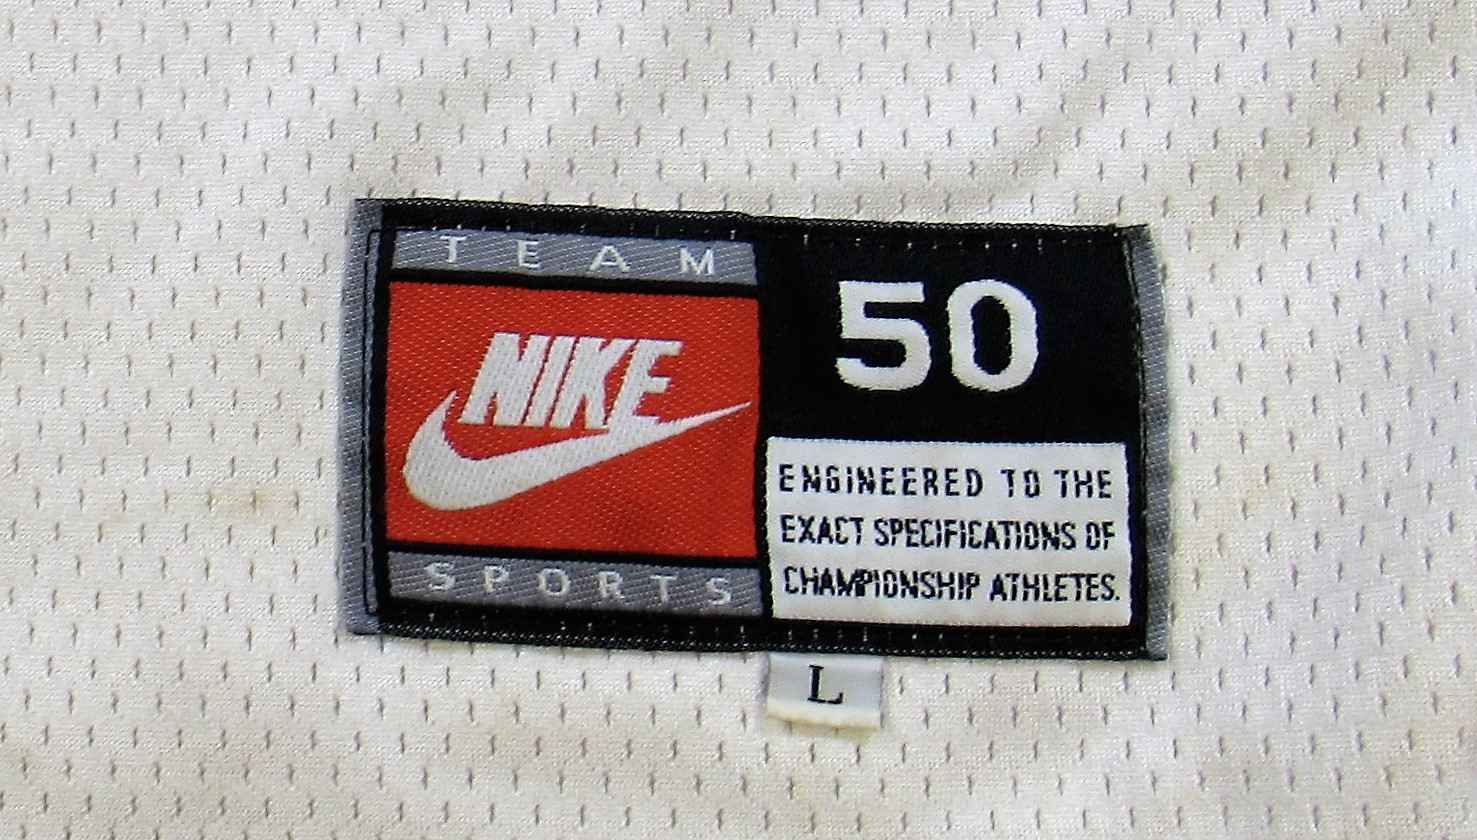 TEAM
NIKE
SPORTS
50
ENGINEERED TO THE
EXACT SPECIFICATIONS OF
CHAMPIONSHIP ATHLETES.
L